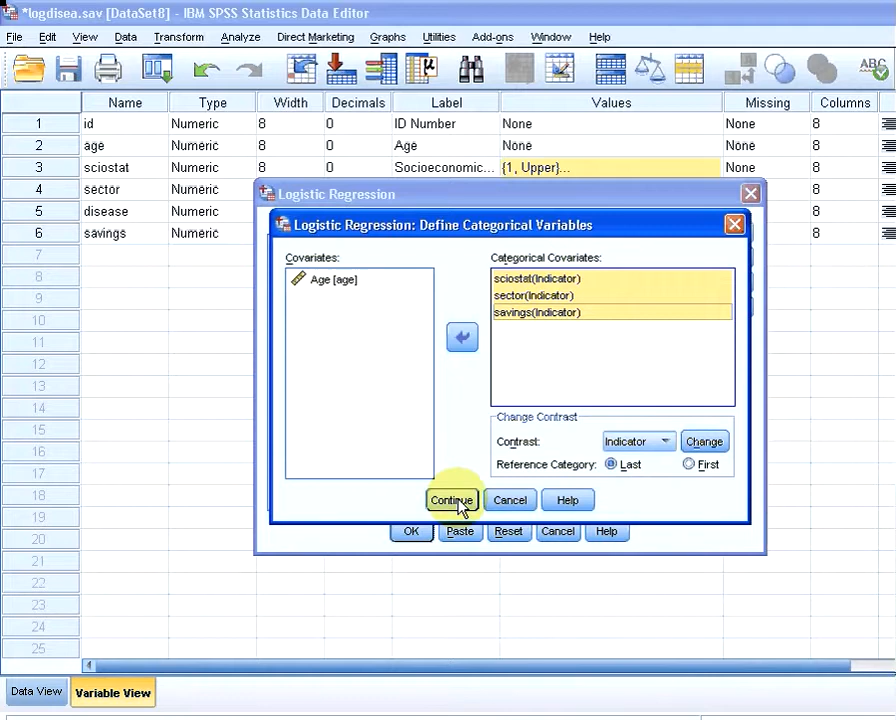 *logdisea.sav [DataSet8] - IBM SPSS Statistics Data Editor
File Edit View Data Transform Analyze Direct Marketing Graphs Utilities Add-ons Window Help
ABC
Name Type Width Decimals Label Values Missing Columns
1 id Numeric 8 0 ID Number None None 8
2 age Numeric 8 0 Age None None 8
3 sciostat Numeric 8 0 Socioeconomic... {1, Upper}... None 8
4 sector Numeric 8
5 disease Numeric 8
6 savings Numeric 8
7
8
9
10
11
12
13
14
15
16
17
18
19
20
21
22
23
24
25
Logistic Regression
Logistic Regression: Define Categorical Variables
Covariates:
Age [age]
Categorical Covariates:
sciostat(Indicator)
sector(Indicator)
savings(Indicator)
Change Contrast
Contrast: Indicator Change
Reference Category: Last First
Continue Cancel Help
OK Paste Reset Cancel Help
Data View Variable View